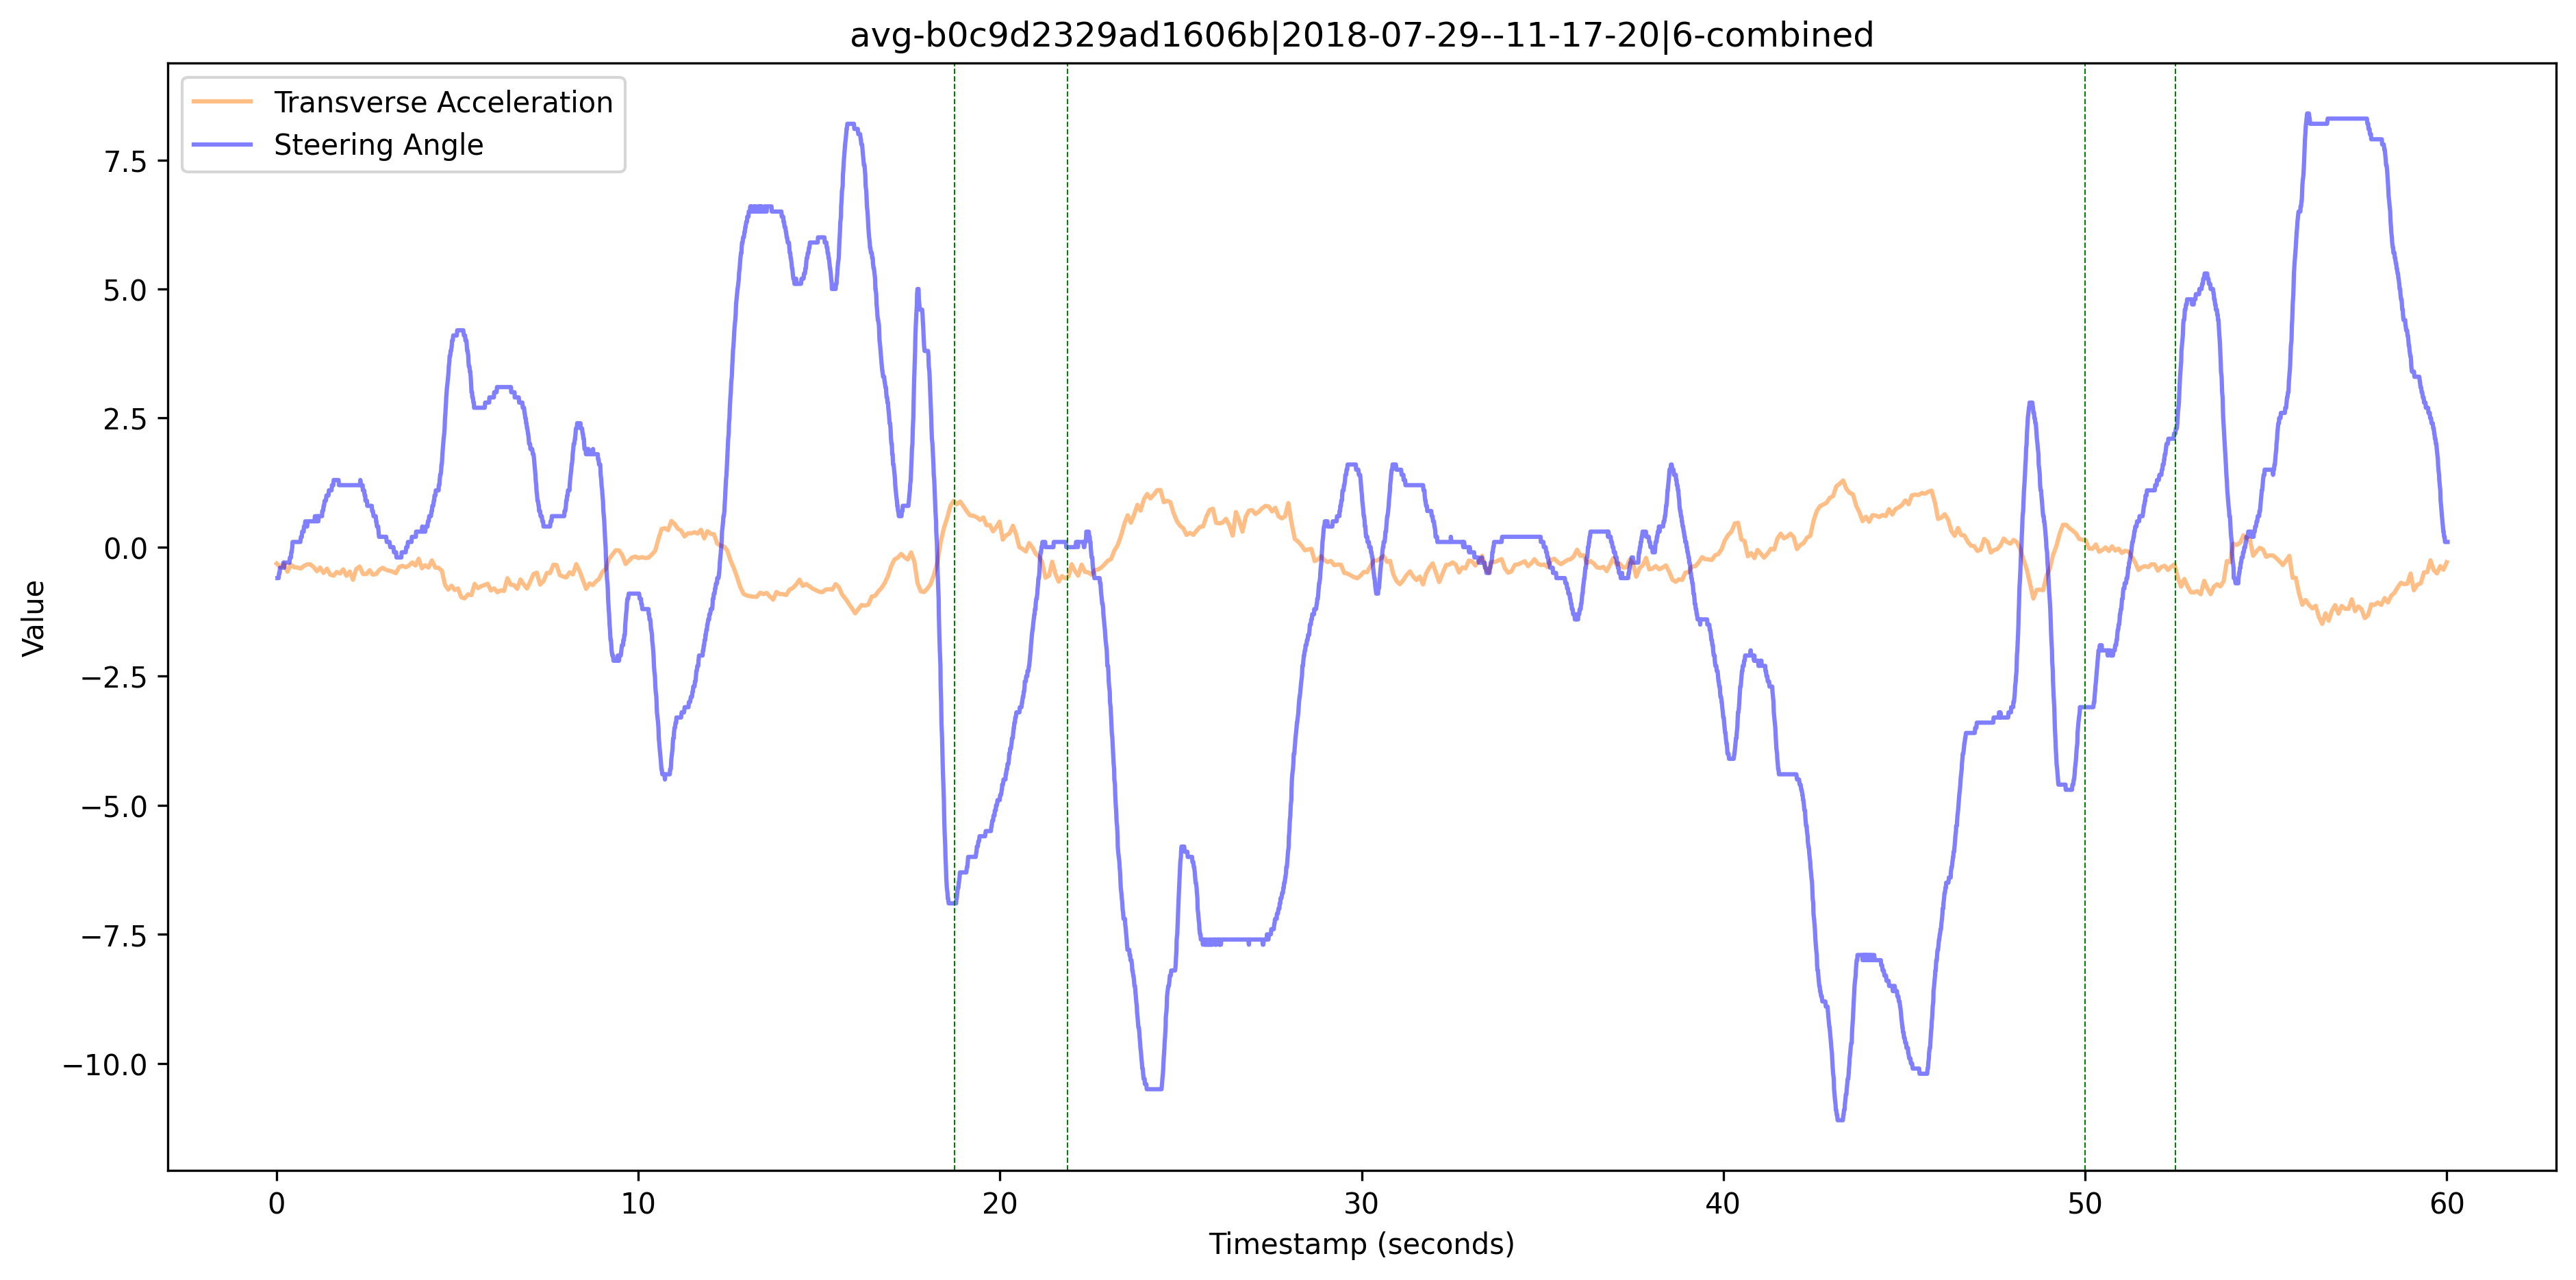 avg-b0c9d2329ad1606b|2018-07-29--11-17-20|6-combined
Transverse Acceleration
Steering Angle
7.5
5.0
2.5
0.0
−2.5
−5.0
−7.5
−10.0
Value
0 10 20 30 40 50 60
Timestamp (seconds)